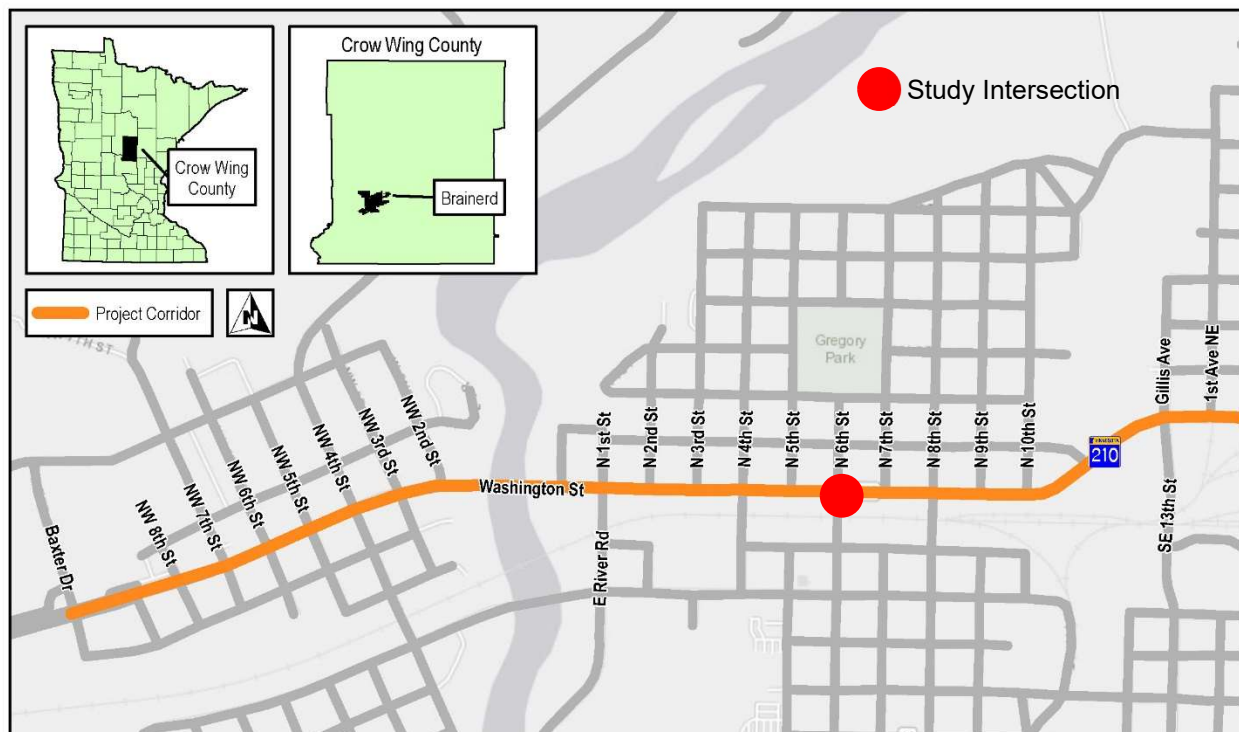 Crow Wing County
Study Intersection
Crow Wing
County
Brainerd
Project Corridor
N
Gregory
Park
Gillis Ave
1st Ave NE
N 1st St
N 2nd St
N 3rd St
N 4th St
N 5th St
N 6th St
N 7th St
N 8th St
N 9th St
N 10th St
NW 2nd St
NW 3rd St
NW 4th St
NW 5th St
NW 6th St
NW 7th St
NW 8th St
Baxter Dr
Washington St
210
E River Rd
SE 13th St